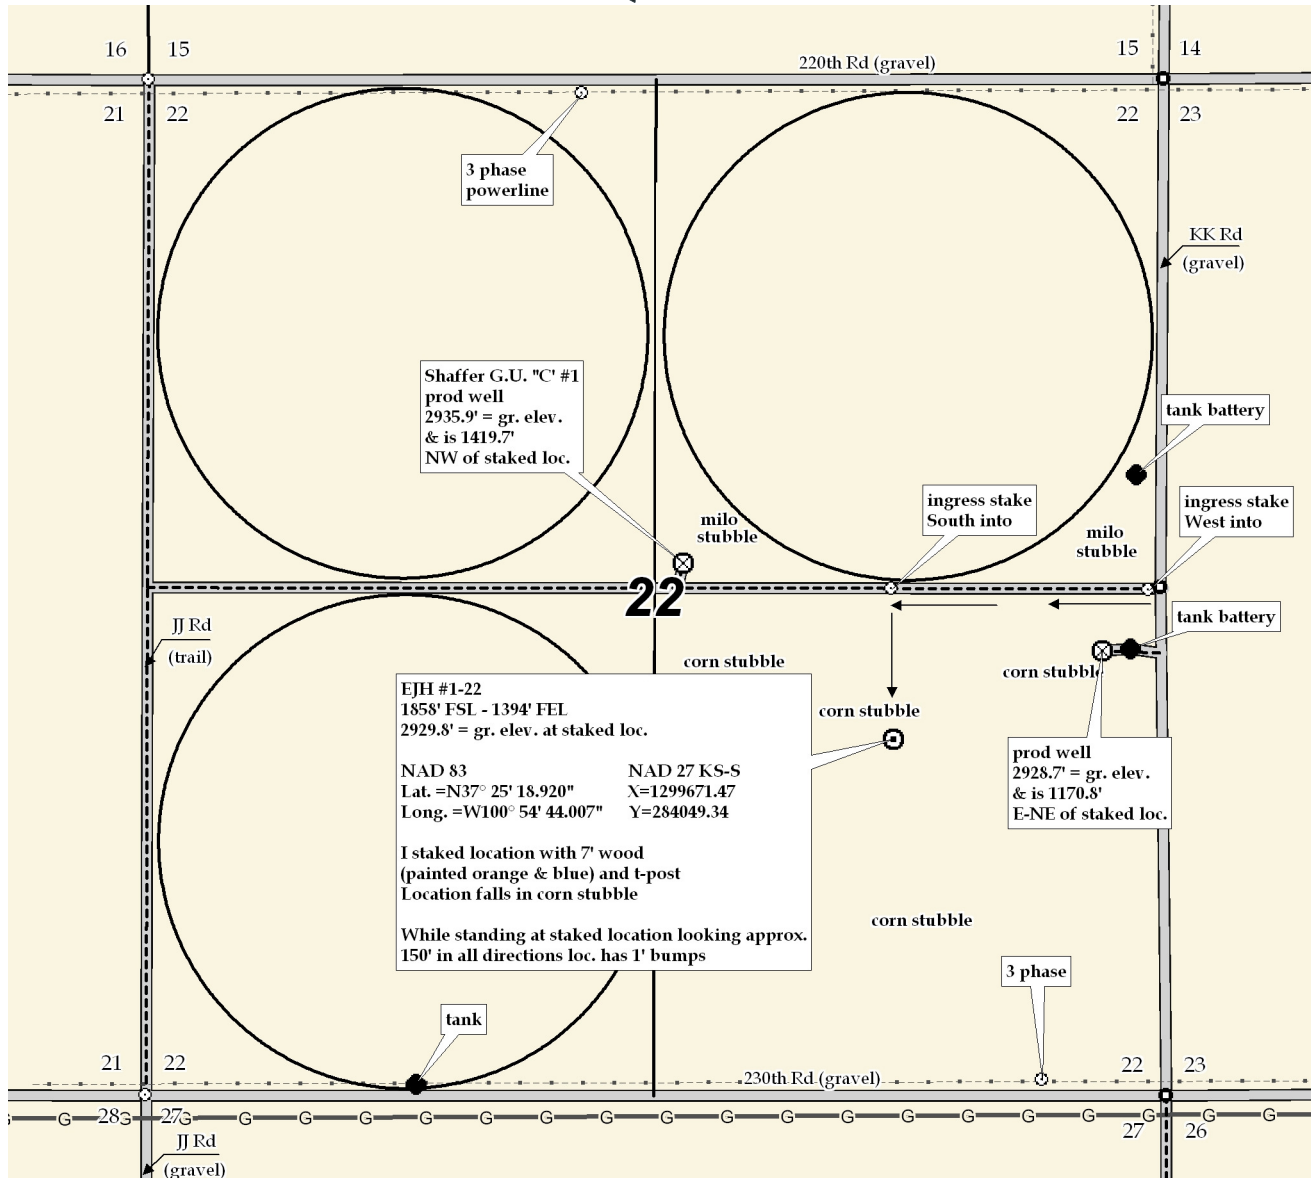 16 15
15 14
220th Rd (gravel)
21 22
22 23
3 phase
powerline
KK Rd
(gravel)
Shaffer G.U. "C' #1
prod well
2935.9' = gr. elev.
& is 1419.7'
NW of staked loc.
tank battery
ingress stake
South into
ingress stake
West into
milo
stubble
milo
stubble
22
JJ Rd
(trail)
tank battery
corn stubble
corn stubble
EJH #1-22
1858' FSL - 1394' FEL
2929.8' = gr. elev. at staked loc.
NAD 83 NAD 27 KS-S
Lat. =N37° 25' 18.920" X=1299671.47
Long. =W100° 54' 44.007" Y=284049.34
I staked location with 7' wood
(painted orange & blue) and t-post
Location falls in corn stubble
While standing at staked location looking approx.
150' in all directions loc. has 1' bumps
corn stubble
prod well
2928.7' = gr. elev.
& is 1170.8'
E-NE of staked loc.
corn stubble
3 phase
tank
21 22
22 23
230th Rd (gravel)
28 27
G G G G G G G G G G G G G G G G G G G G G G
27 26
JJ Rd
(gravel)